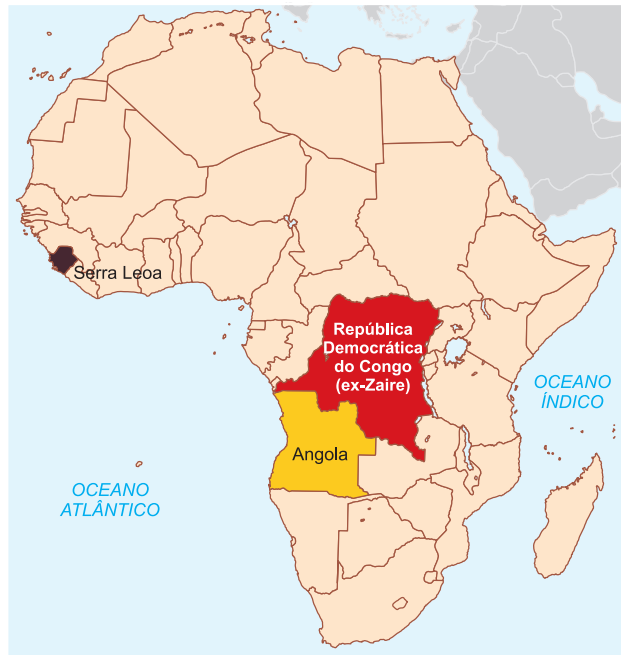 Serra Leoa
República
Democrática
do Congo
(ex-Zaire)
OCEANO
ÍNDICO
Angola
OCEANO
ATLÂNTICO